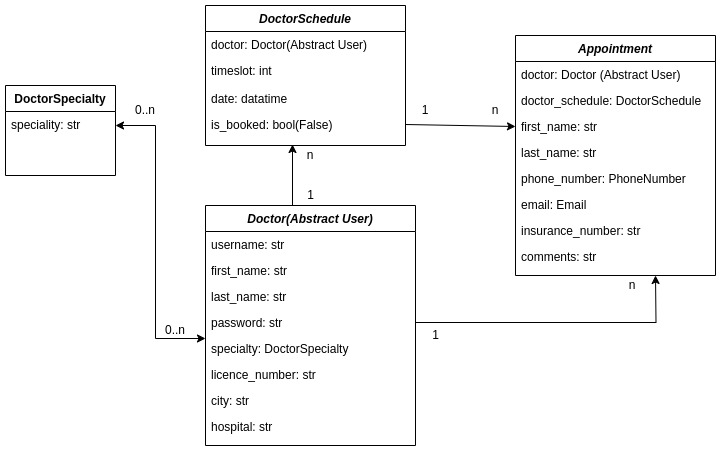 DoctorSchedule
doctor: Doctor(Abstract User)
timeslot: int
date: datatime
is_booked: bool(False)
Appointment
doctor: Doctor (Abstract User)
doctor_schedule: DoctorSchedule
first_name: str
last_name: str
phone_number: PhoneNumber
email: Email
insurance_number: str
comments: str
DoctorSpecialty
speciality: str
0..n
1
n
n
1
Doctor(Abstract User)
username: str
first_name: str
last_name: str
password: str
specialty: DoctorSpecialty
licence_number: str
city: str
hospital: str
0..n
n
1